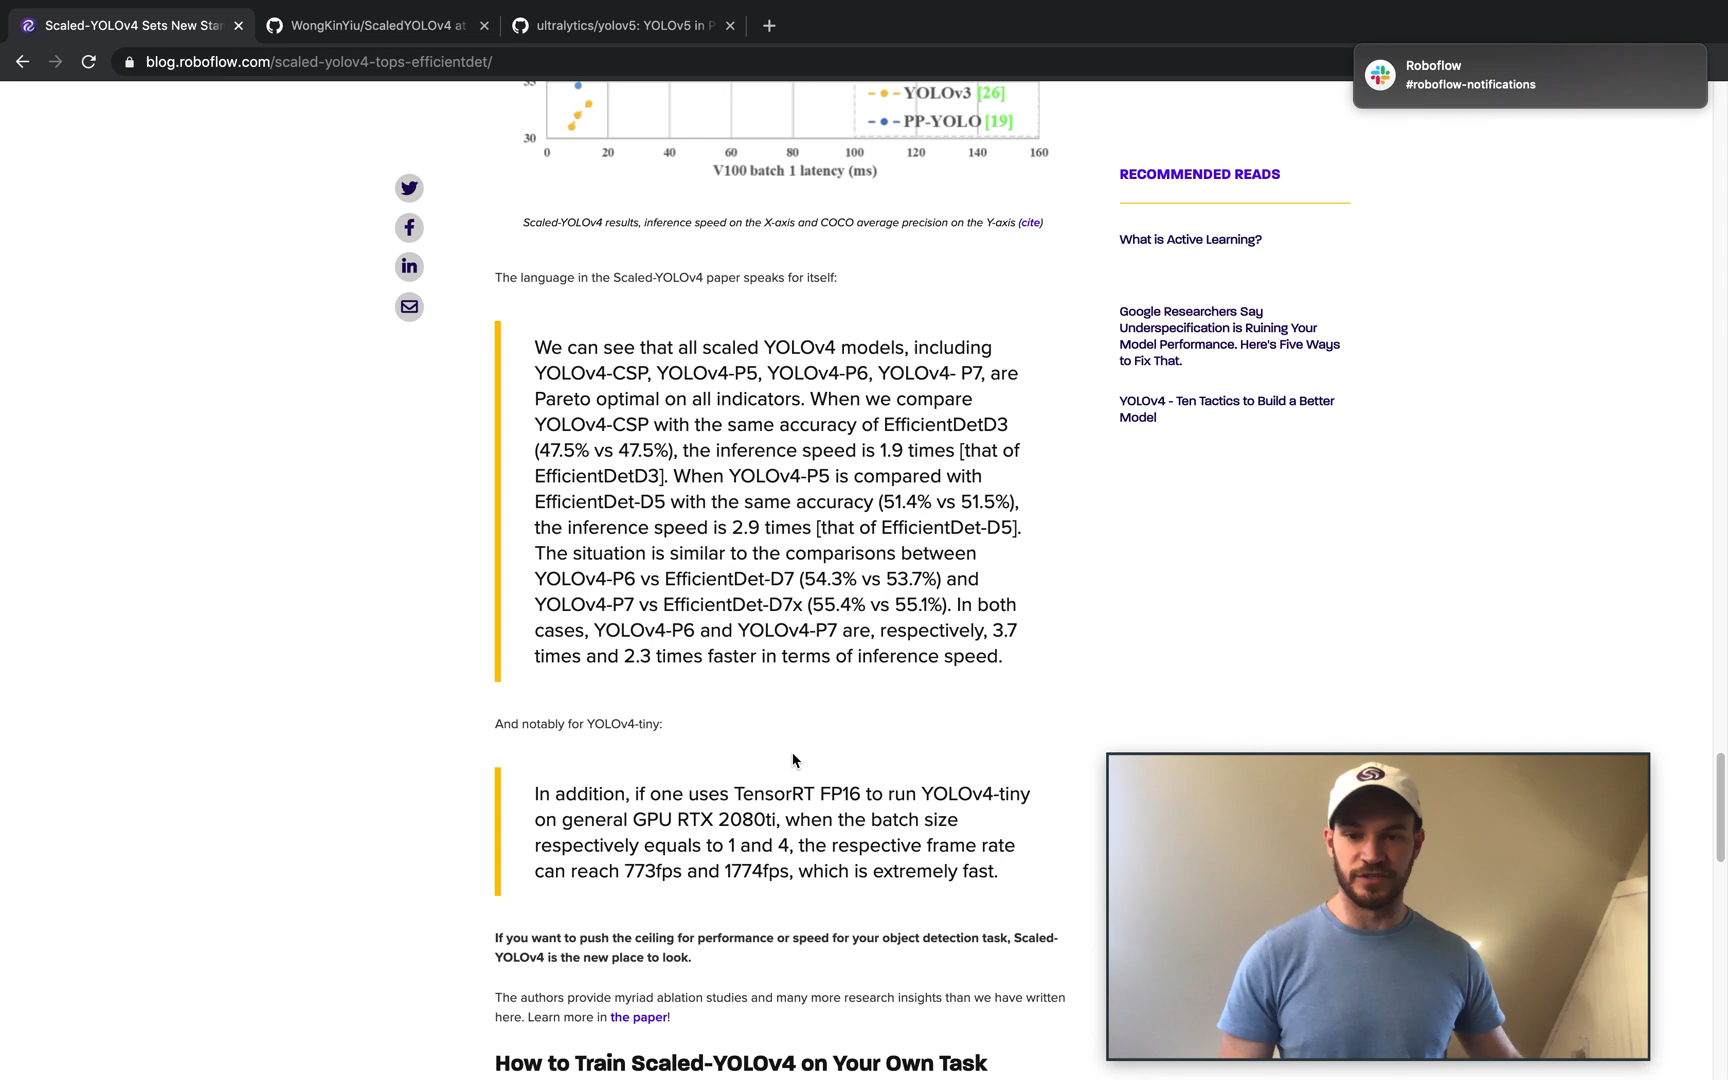 Scaled-YOLOv4 Sets New Star
WongKinYiu/ScaledYOLOv4 at
ultralytics/yolov5: YOLOv5 in P
blog.roboflow.com/scaled-yolov4-tops-efficientdet/
Roboflow
#roboflow-notifications
35
YOLOv3 [26]
PP-YOLO [19]
30
0 20 40 60 80 100 120 140 160
V100 batch 1 latency (ms)
Scaled-YOLOv4 results, inference speed on the X-axis and COCO average precision on the Y-axis (cite)
The language in the Scaled-YOLOv4 paper speaks for itself:
We can see that all scaled YOLOv4 models, including
YOLOv4-CSP, YOLOv4-P5, YOLOv4-P6, YOLOv4- P7, are
Pareto optimal on all indicators. When we compare
YOLOv4-CSP with the same accuracy of EfficientDetD3
(47.5% vs 47.5%), the inference speed is 1.9 times [that of
EfficientDetD3]. When YOLOv4-P5 is compared with
EfficientDet-D5 with the same accuracy (51.4% vs 51.5%),
the inference speed is 2.9 times [that of EfficientDet-D5].
The situation is similar to the comparisons between
YOLOv4-P6 vs EfficientDet-D7 (54.3% vs 53.7%) and
YOLOv4-P7 vs EfficientDet-D7x (55.4% vs 55.1%). In both
cases, YOLOv4-P6 and YOLOv4-P7 are, respectively, 3.7
times and 2.3 times faster in terms of inference speed.
And notably for YOLOv4-tiny:
In addition, if one uses TensorRT FP16 to run YOLOv4-tiny
on general GPU RTX 2080ti, when the batch size
respectively equals to 1 and 4, the respective frame rate
can reach 773fps and 1774fps, which is extremely fast.
If you want to push the ceiling for performance or speed for your object detection task, Scaled-
YOLOv4 is the new place to look.
The authors provide myriad ablation studies and many more research insights than we have written
here. Learn more in the paper!
How to Train Scaled-YOLOv4 on Your Own Task
RECOMMENDED READS
What is Active Learning?
Google Researchers Say
Underspecification is Ruining Your
Model Performance. Here's Five Ways
to Fix That.
YOLOv4 - Ten Tactics to Build a Better
Model